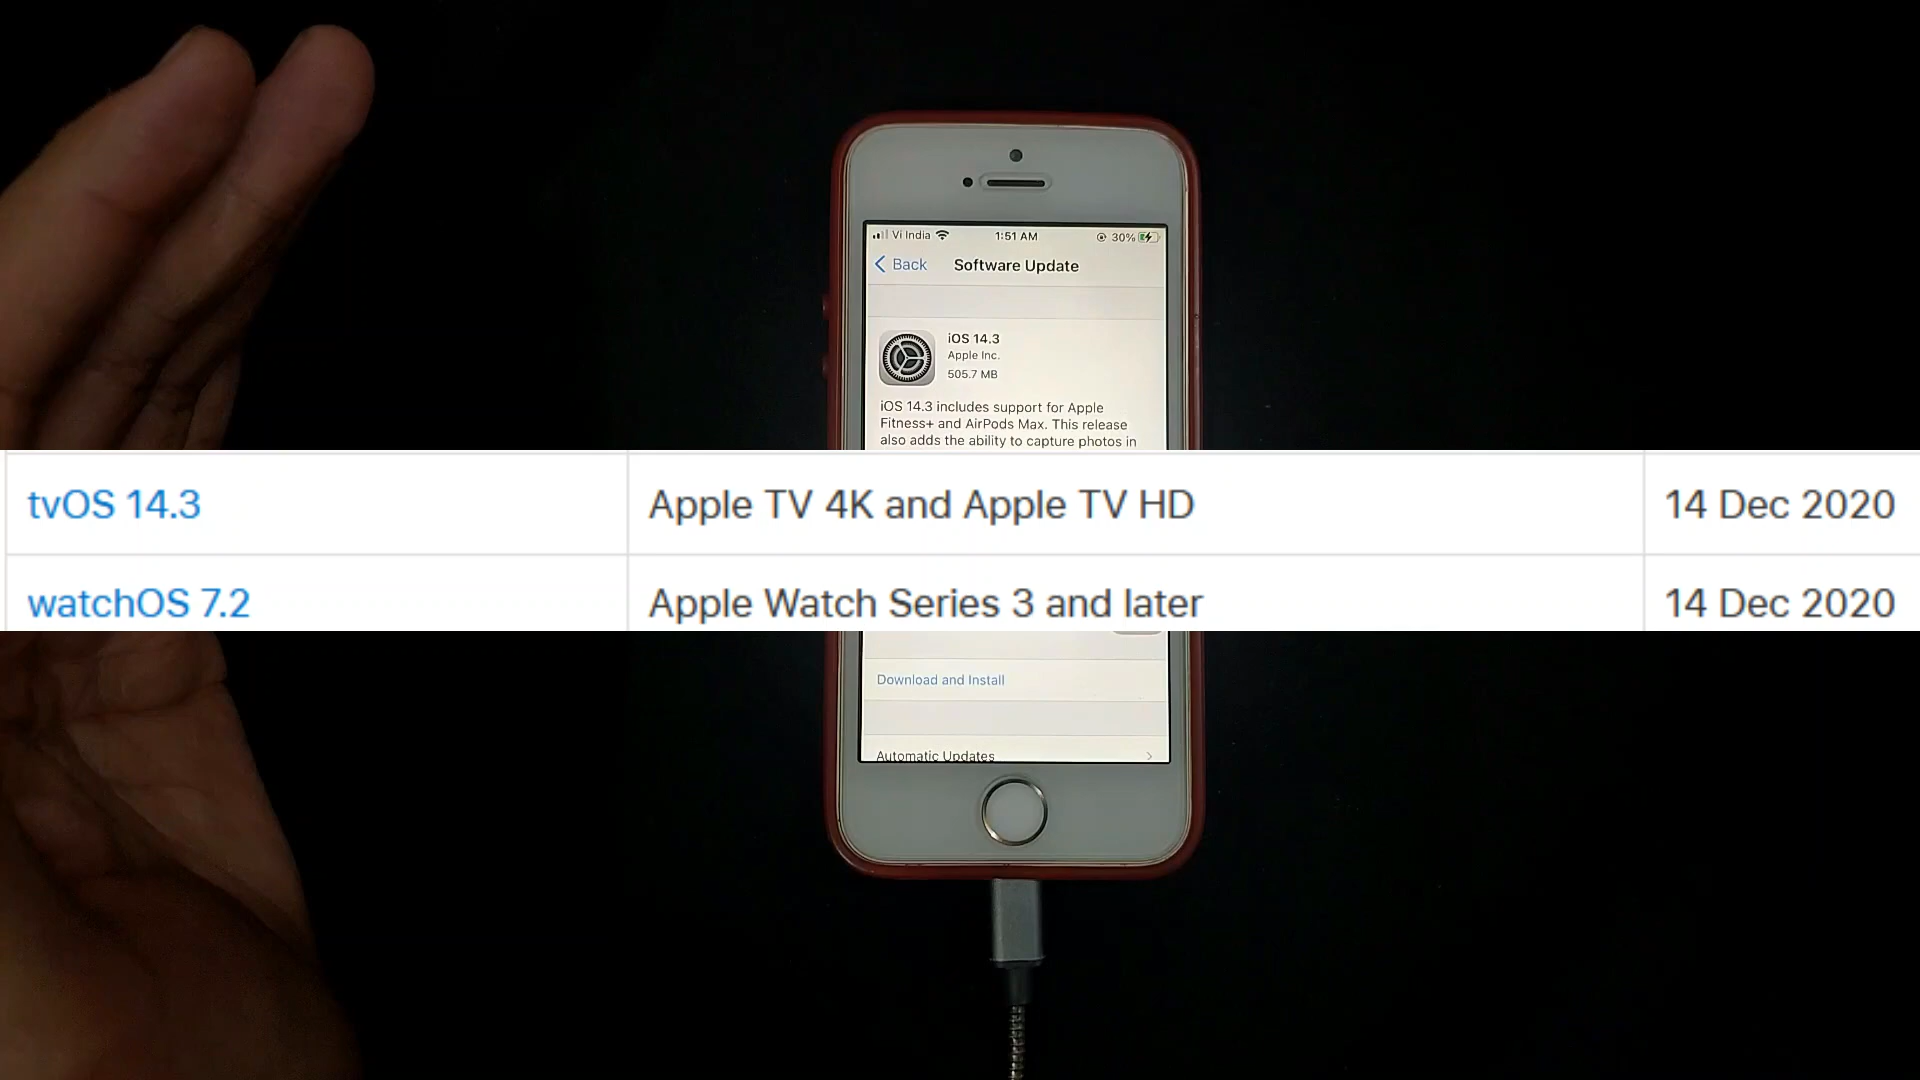 Vi India 1:51 AM 30%
Back Software Update
iOS 14.3
Apple Inc.
505.7 MB
iOS 14.3 includes support for Apple
Fitness+ and AirPods Max. This release
also adds the ability to capture photos in
tvOS 14.3 Apple TV 4K and Apple TV HD 14 Dec 2020
watchOS 7.2 Apple Watch Series 3 and later 14 Dec 2020
Download and Install
Automatic Updates